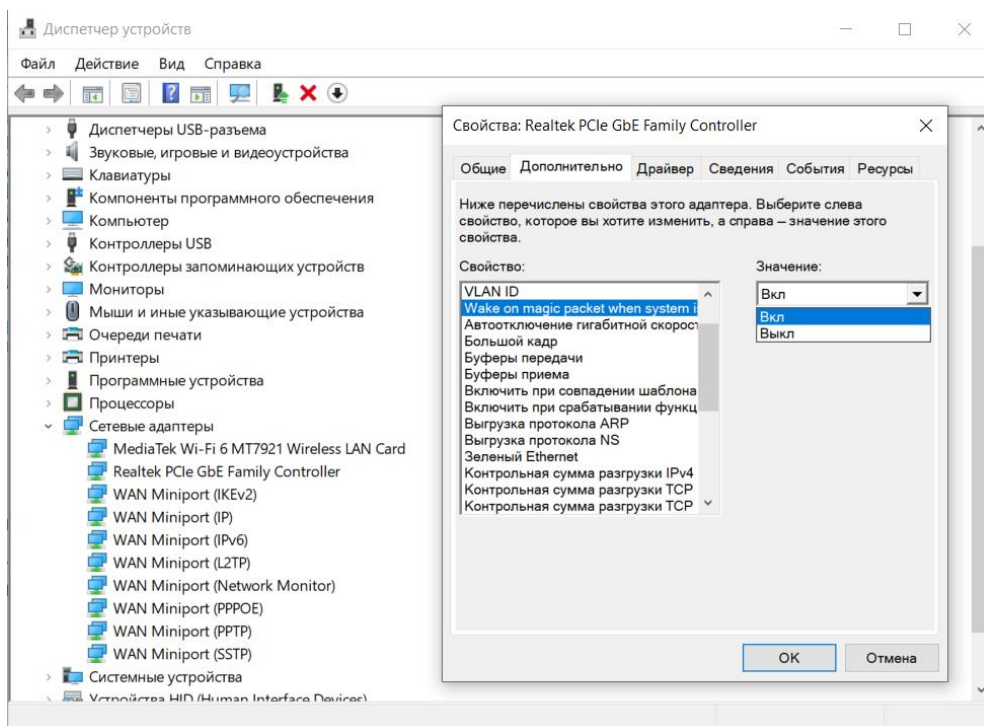 Диспетчер устройств
Файл Действие Вид Справка
Диспетчеры USB-разъема
Звуковые, игровые и видеоустройства
Клавиатуры
Компоненты программного обеспечения
Компьютер
Контроллеры USB
Контроллеры запоминающих устройств
Мониторы
Мыши и иные указывающие устройства
Очереди печати
Принтеры
Программные устройства
Процессоры
Сетевые адаптеры
MediaTek Wi-Fi 6 MT7921 Wireless LAN Card
Realtek PCIe GbE Family Controller
WAN Miniport (IKEv2)
WAN Miniport (IP)
WAN Miniport (IPv6)
WAN Miniport (L2TP)
WAN Miniport (Network Monitor)
WAN Miniport (PPPOE)
WAN Miniport (PPTP)
WAN Miniport (SSTP)
Системные устройства
Устройства HID (Human Interface Devices)
Свойства: Realtek PCIe GbE Family Controller
Общие Дополнительно Драйвер Сведения События Ресурсы
Ниже перечислены свойства этого адаптера. Выберите слева
свойство, которое вы хотите изменить, а справа – значение этого
свойства.
Свойство:
VLAN ID
Wake on magic packet when system i
Автоотключение гигабитной скорост
Большой кадр
Буферы передачи
Буферы приема
Включить при совпадении шаблона
Включить при срабатывании функц
Выгрузка протокола ARP
Выгрузка протокола NS
Зеленый Ethernet
Контрольная сумма разгрузки IPv4
Контрольная сумма разгрузки TCP
Контрольная сумма разгрузки TCP
Значение:
Вкл
Вкл
Выкл
OK Отмена